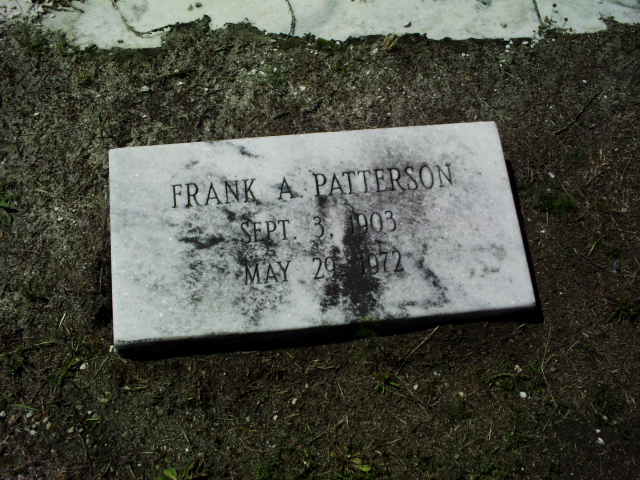 FRANK A. PATTERSON
SEPT. 3, 1903
MAY 29, 1972